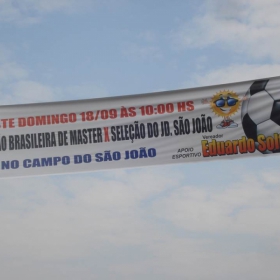 TE DOMINGO 18/09 ÀS 10:00 HS
ÃO BRASILEIRA DE MASTER X SELEÇÃO DO JD. SÃO JOÃO
NO CAMPO DO SÃO JOÃO
APOIO
ESPORTIVO
Vereador
Eduardo Sol